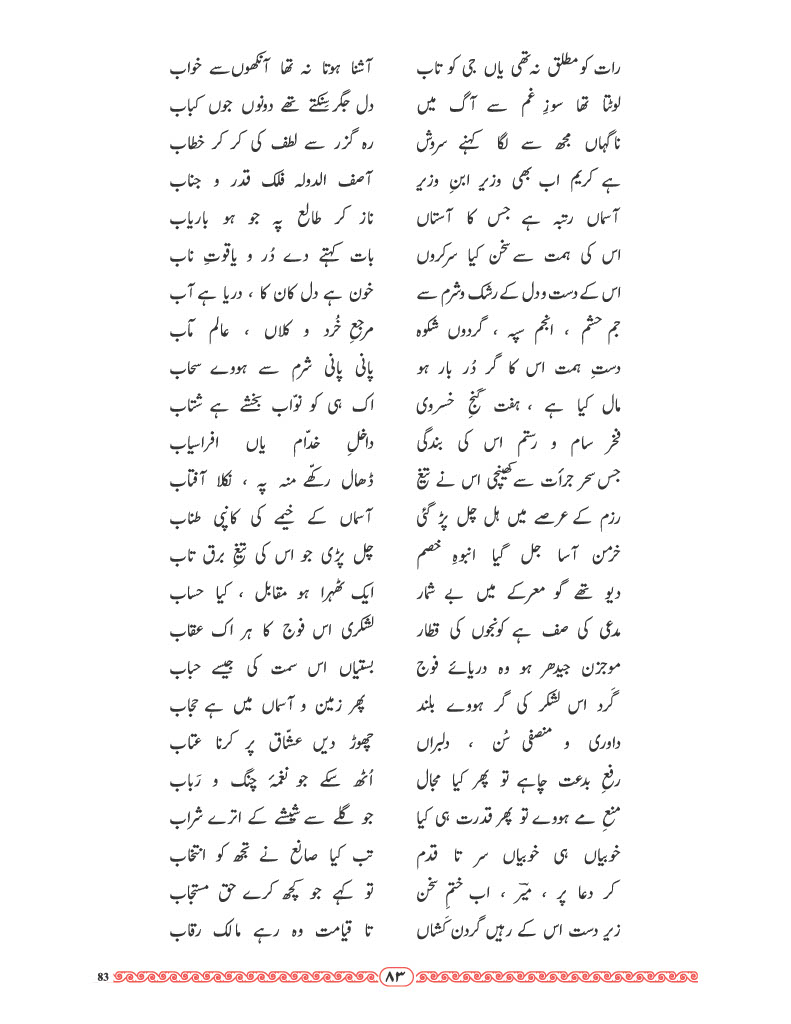 رات کو مطلق نہ تھی یاں جی کو تاب آشنا ہوتا نہ تھا آنکھوں سے خواب
لوٹتا تھا سوزِ غم سے آگ میں دل جگر سِنکتے تھے دونوں جوں کباب
ناگہاں مجھ سے لگا کہنے سروش رہ گزر سے لطف کی کر کر خطاب
ہے کریم اب بھی وزیرِ ابنِ وزیر آصف الدولہ فلک قدر و جناب
آسماں رتبہ ہے جس کا آستاں ناز کر طالع پہ جو ہو باریاب
اس کی ہمت سے سخن کیا سرکروں بات کہتے دے دُر و یاقوتِ ناب
اس کے دست و دل کے رشک و شرم سے خون ہے دل کان کا ، دریا ہے آب
جم حشم ، انجم سپہ ، گردوں شکوہ مرجعِ خُرد و کلاں ، عالم مآب
دستِ ہمت اس کا گر دُر بار ہو پانی پانی شرم سے ہووے سحاب
مال کیا ہے ، ہفت گنجِ خسروی اک ہی کو نوّاب بخشے ہے شتاب
فخر سام و رستم اس کی بندگی داخلِ خدّام یاں افراسیاب
جس سحر جرأت سے کھینچی اس نے تیغ ڈھال رکھّے منہ پہ ، نکلا آفتاب
رزم کے عرصے میں ہل چل پڑ گئی آسماں کے خیمے کی کانپی طناب
خرمن آسا جل گیا انبوہِ خصم چل پڑی جو اس کی تیغِ برق تاب
دیو تھے گو معرکے میں بے شمار ایک ٹھہرا ہو مقابل ، کیا حساب
مدعی کی صف ہے کونجوں کی قطار لشکری اس فوج کا ہر اک عقاب
موجزن جیدھر ہو وہ دریائے فوج بستیاں اس سمت کی جیسے حباب
گَرد اس لشکر کی گر ہووے بلند پھر زمین و آسماں میں ہے حجاب
داوری و منصفی سُن ، دلبراں چھوڑ دیں عشّاق پر کرنا عتاب
رفعِ بدعت چاہے تو پھر کیا مجال اُٹھ سکے جو نغمۂ چنگ و رَباب
منعِ مے ہووے تو پھر قدرت ہی کیا جو گلے سے شیشے کے اترے شراب
خوبیاں ہی خوبیاں سر تا قدم تب کیا صانع نے تجھ کو انتخاب
کر دعا پر ، میرؔ ، اب ختمِ سخن تو کہے جو کچھ کرے حق مستجاب
زیرِ دست اس کے رہیں گردن کَشاں تا قیامت وہ رہے مالک رقاب
83 ۸۳